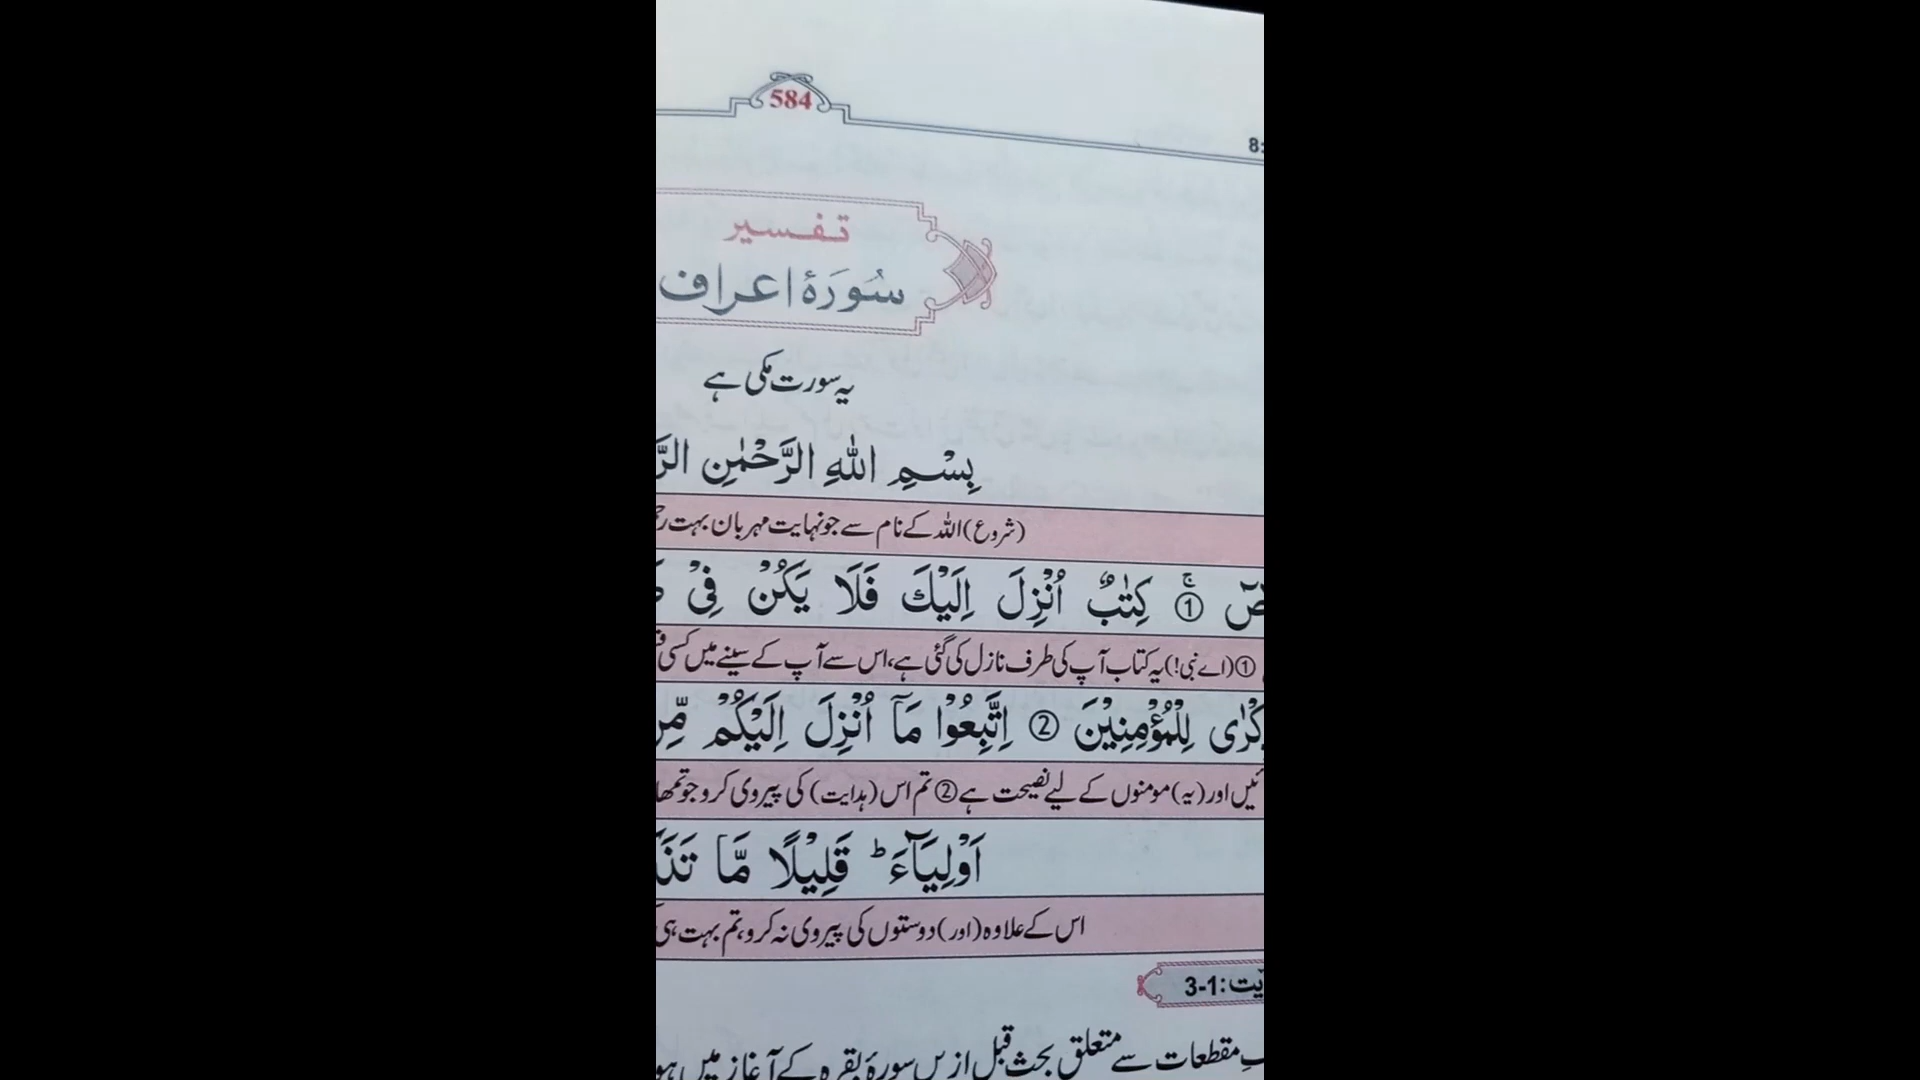 584
8:
تفسير
سُورَۃُ اعراف
یہ سورت مکی ہے
بِسْمِ اللّٰهِ الرَّحْمٰنِ
(شروع) اللہ کے نام سے جو نہایت مہربان بہت
① كِتٰبٌ اُنْزِلَ اِلَيْكَ فَلَا يَكُنْ فِيْ
① (اے نبی!) یہ کتاب آپ کی طرف نازل کی گئی ہے، اس سے آپ کے سینے میں کسی
لِلْمُؤْمِنِيْنَ ② اِتَّبِعُوْا مَآ اُنْزِلَ اِلَيْكُمْ
اور (یہ) مومنوں کے لیے نصیحت ہے ② تم اس (ہدایت) کی پیروی کرو جو
اَوْلِيَآءَ ؕ قَلِيْلًا مَّا
اس کے علاوہ (اور) دوستوں کی پیروی نہ کرو، تم بہت ہی
3-1
مقطعات سے متعلق بحث قبل ازیں سورۂ بقرہ کے آغاز میں